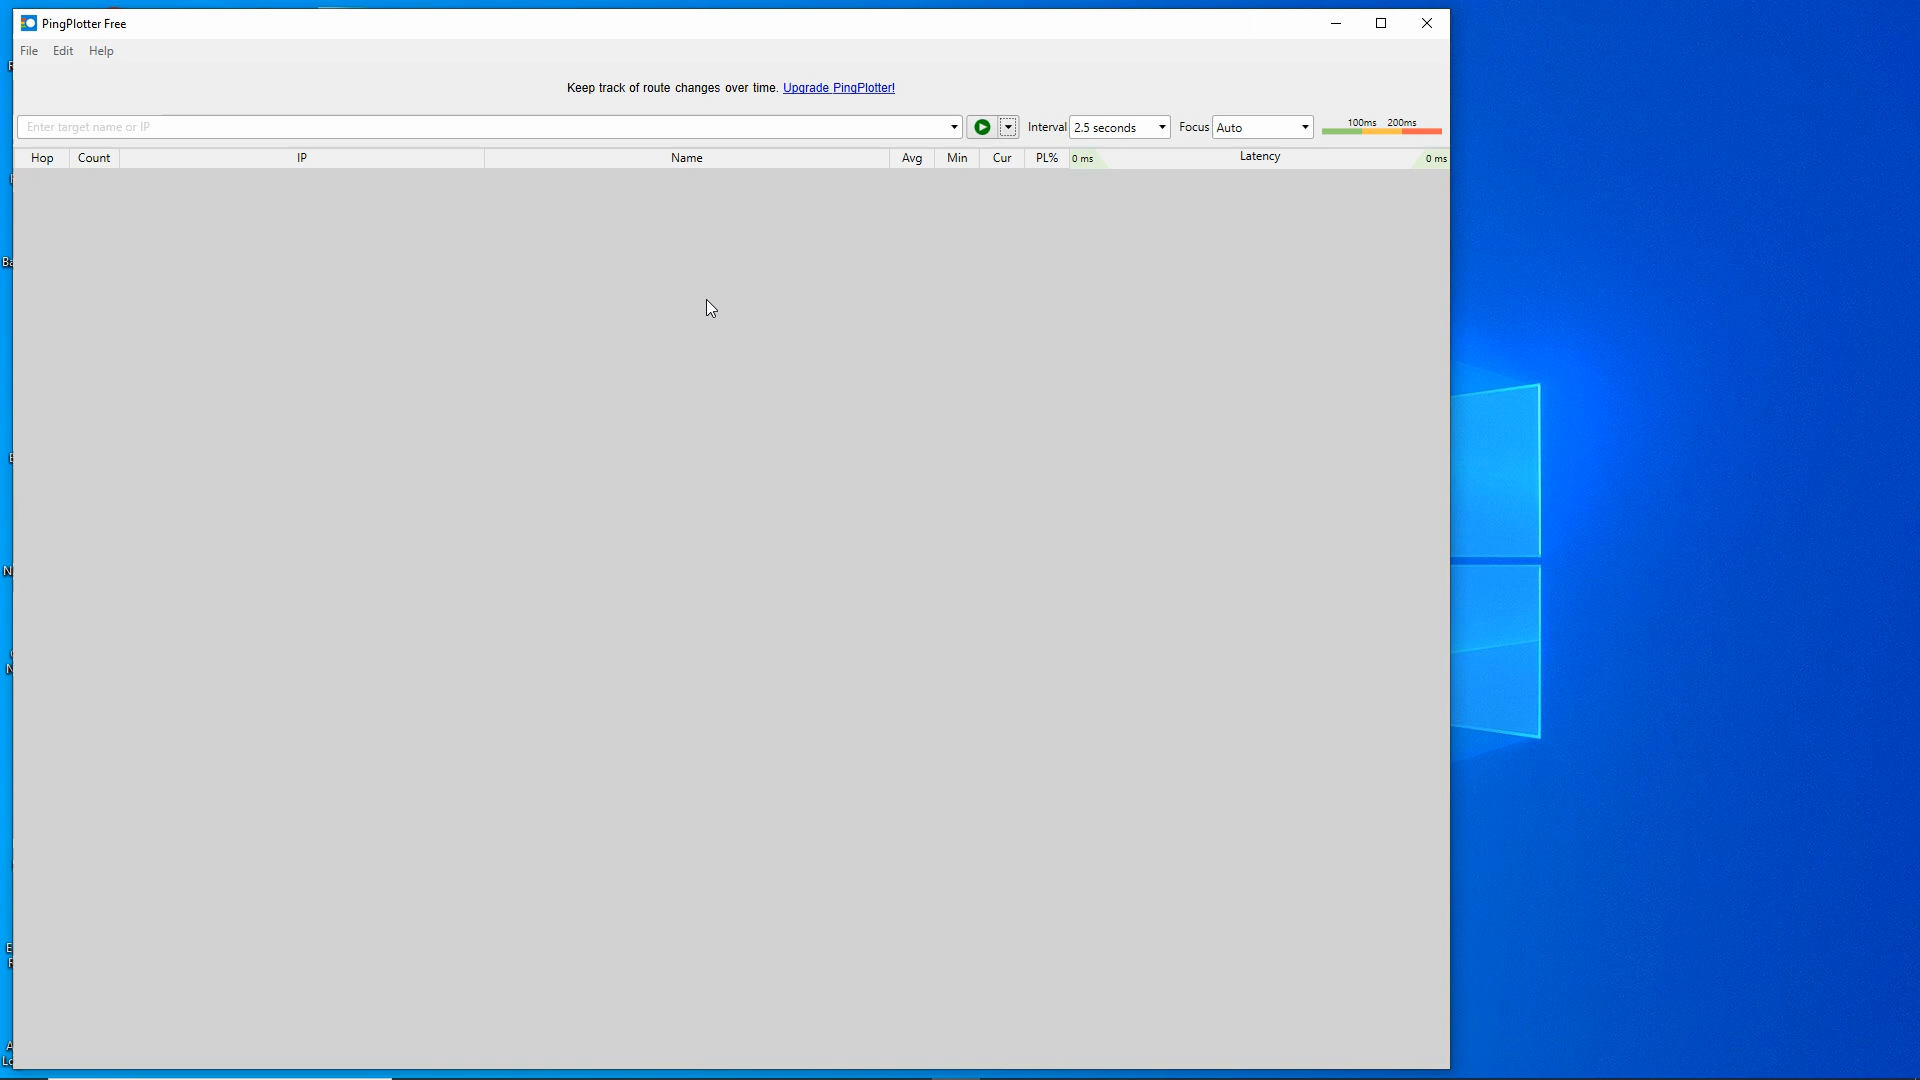 PingPlotter Free
File Edit Help
Keep track of route changes over time. Upgrade PingPlotter!
Enter target name or IP Interval 2.5 seconds Focus Auto 100ms 200ms
Hop Count IP Name Avg Min Cur PL% 0 ms Latency 0 ms